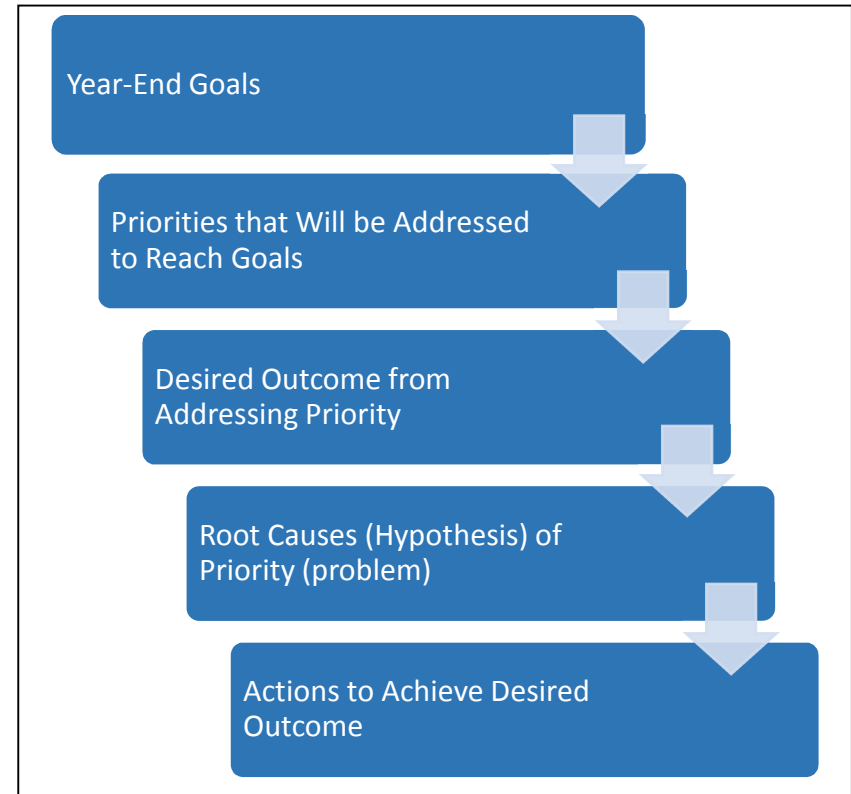 Year-End Goals
Priorities that Will be Addressed
to Reach Goals
Desired Outcome from
Addressing Priority
Root Causes (Hypothesis) of
Priority (problem)
Actions to Achieve Desired
Outcome